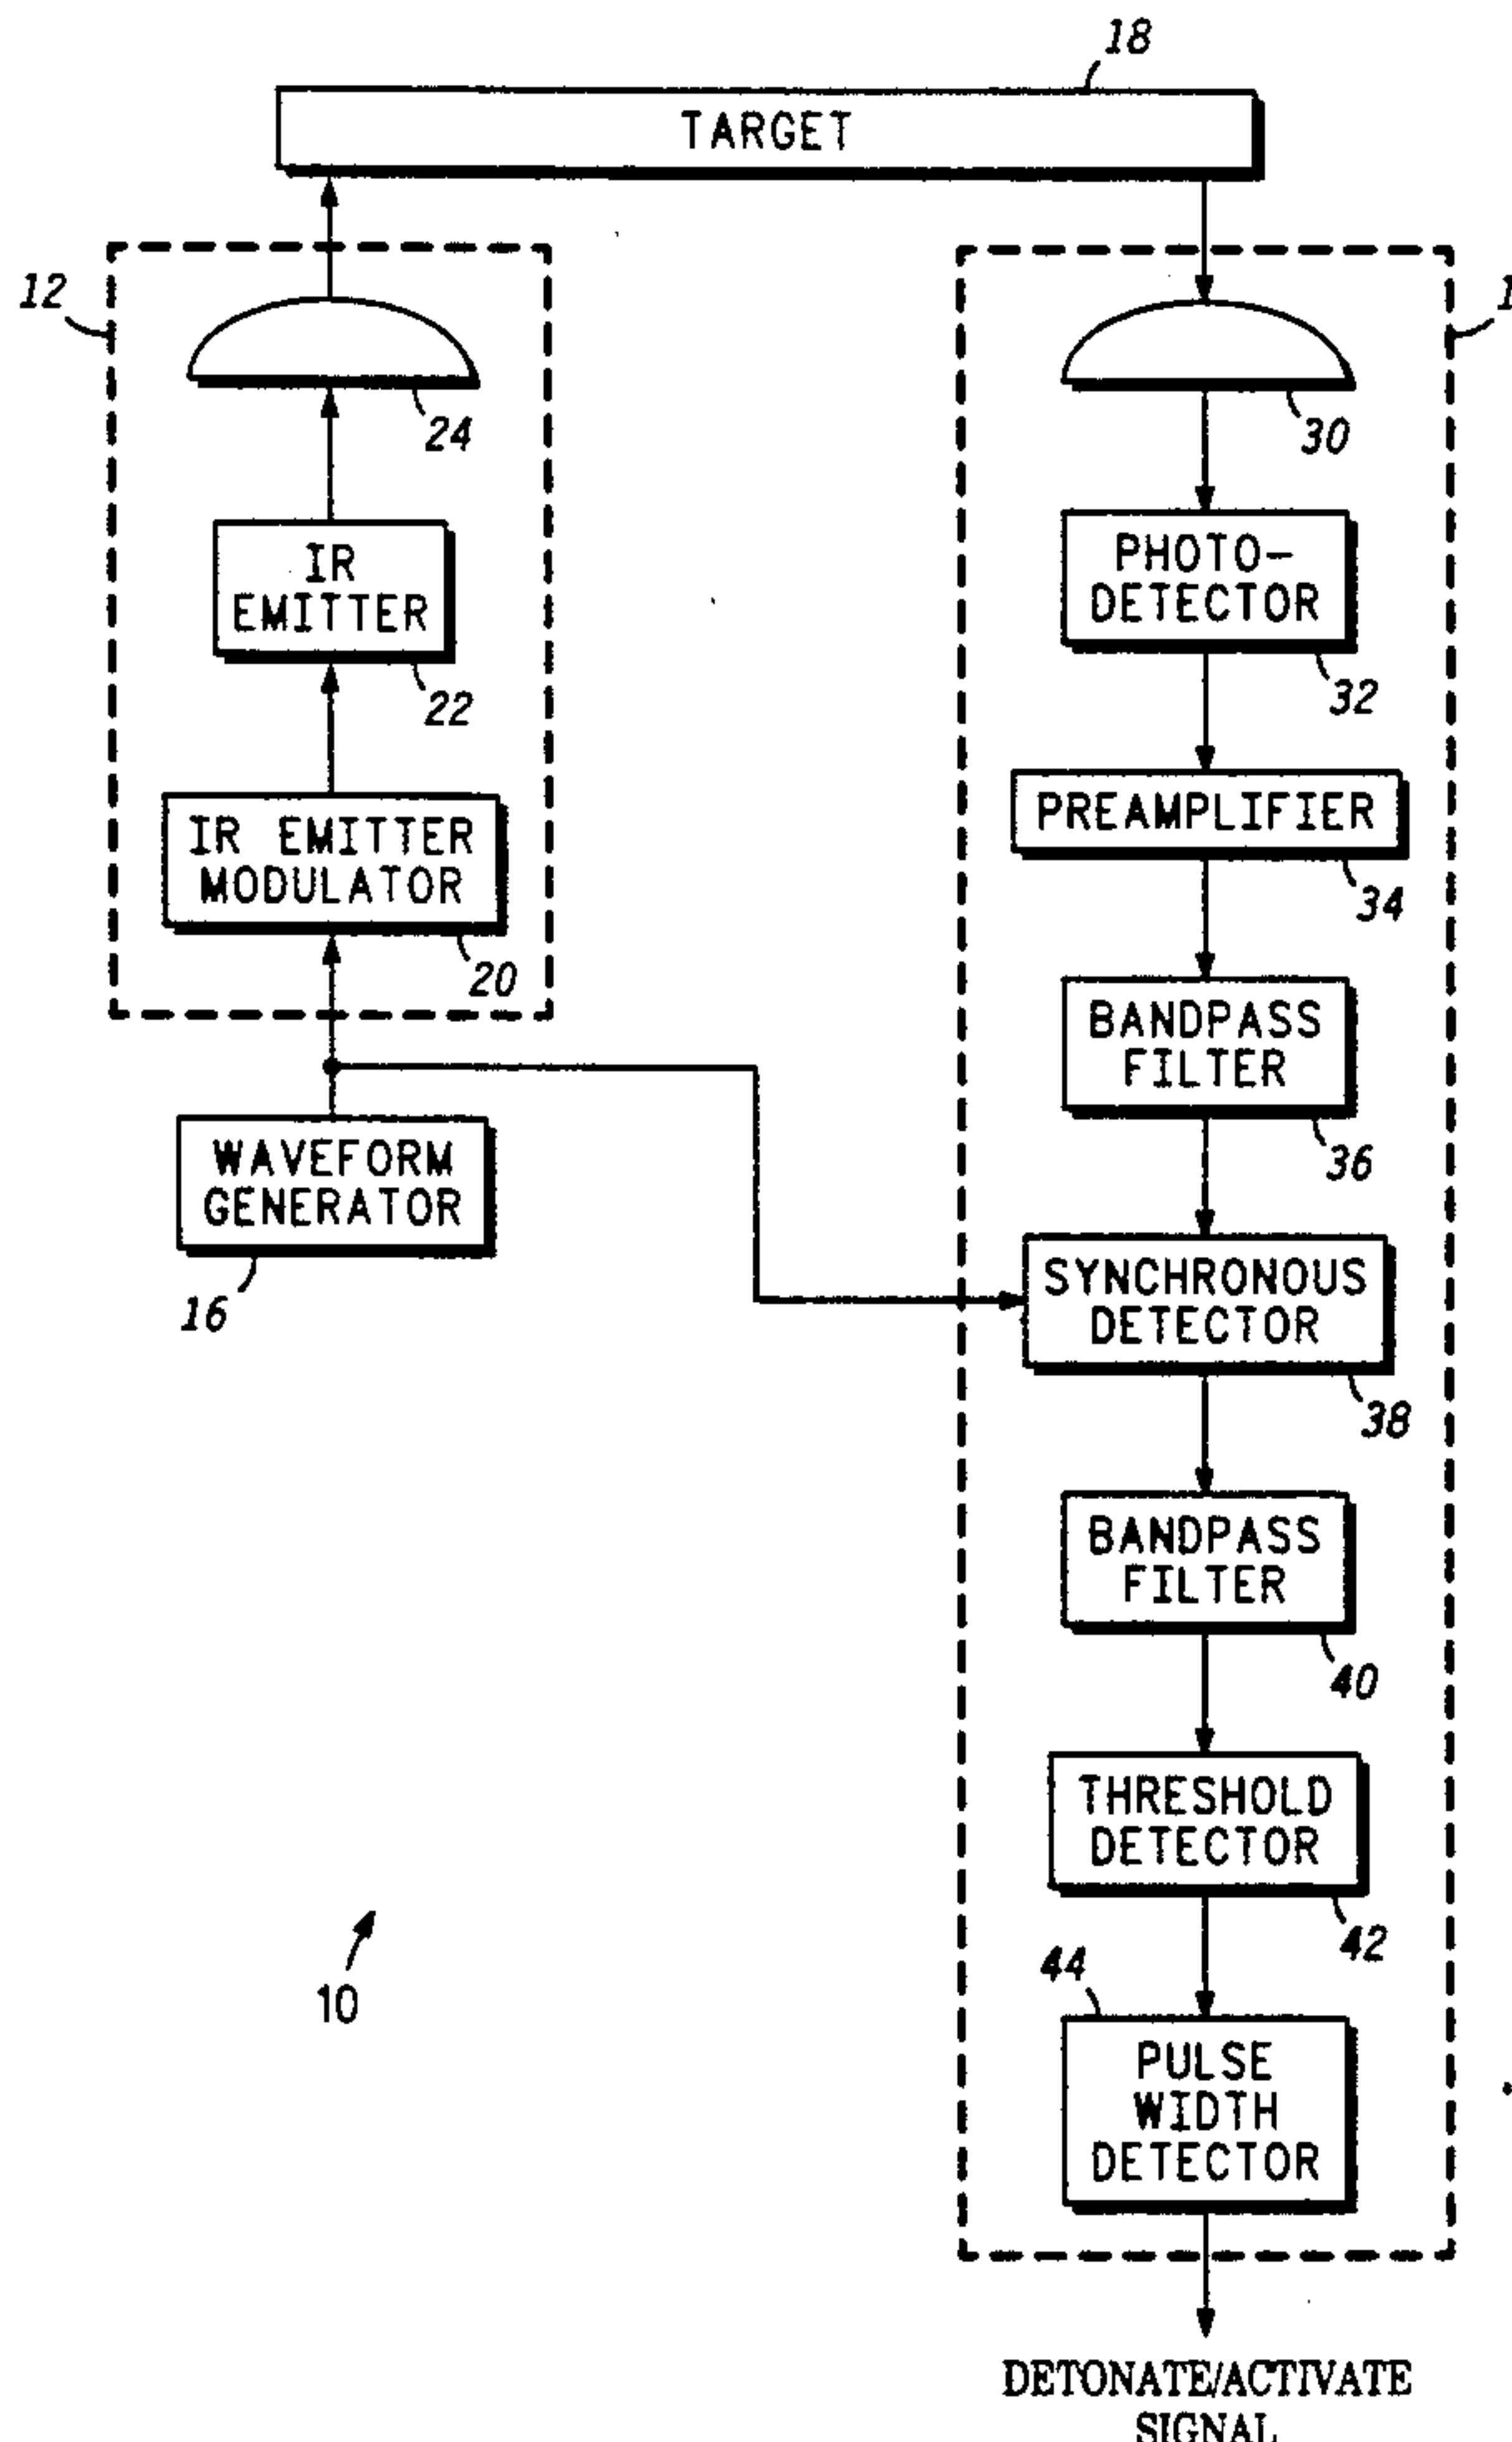 18
TARGET
12
24
30
IR
EMITTER
22
PHOTO-
DETECTOR
32
IR EMITTER
MODULATOR
20
PREAMPLIFIER
34
BANDPASS
FILTER
36
WAVEFORM
GENERATOR
16
SYNCHRONOUS
DETECTOR
38
BANDPASS
FILTER
40
THRESHOLD
DETECTOR
42
10
44
PULSE
WIDTH
DETECTOR
DETONATE/ACTIVATE
SIGNAL